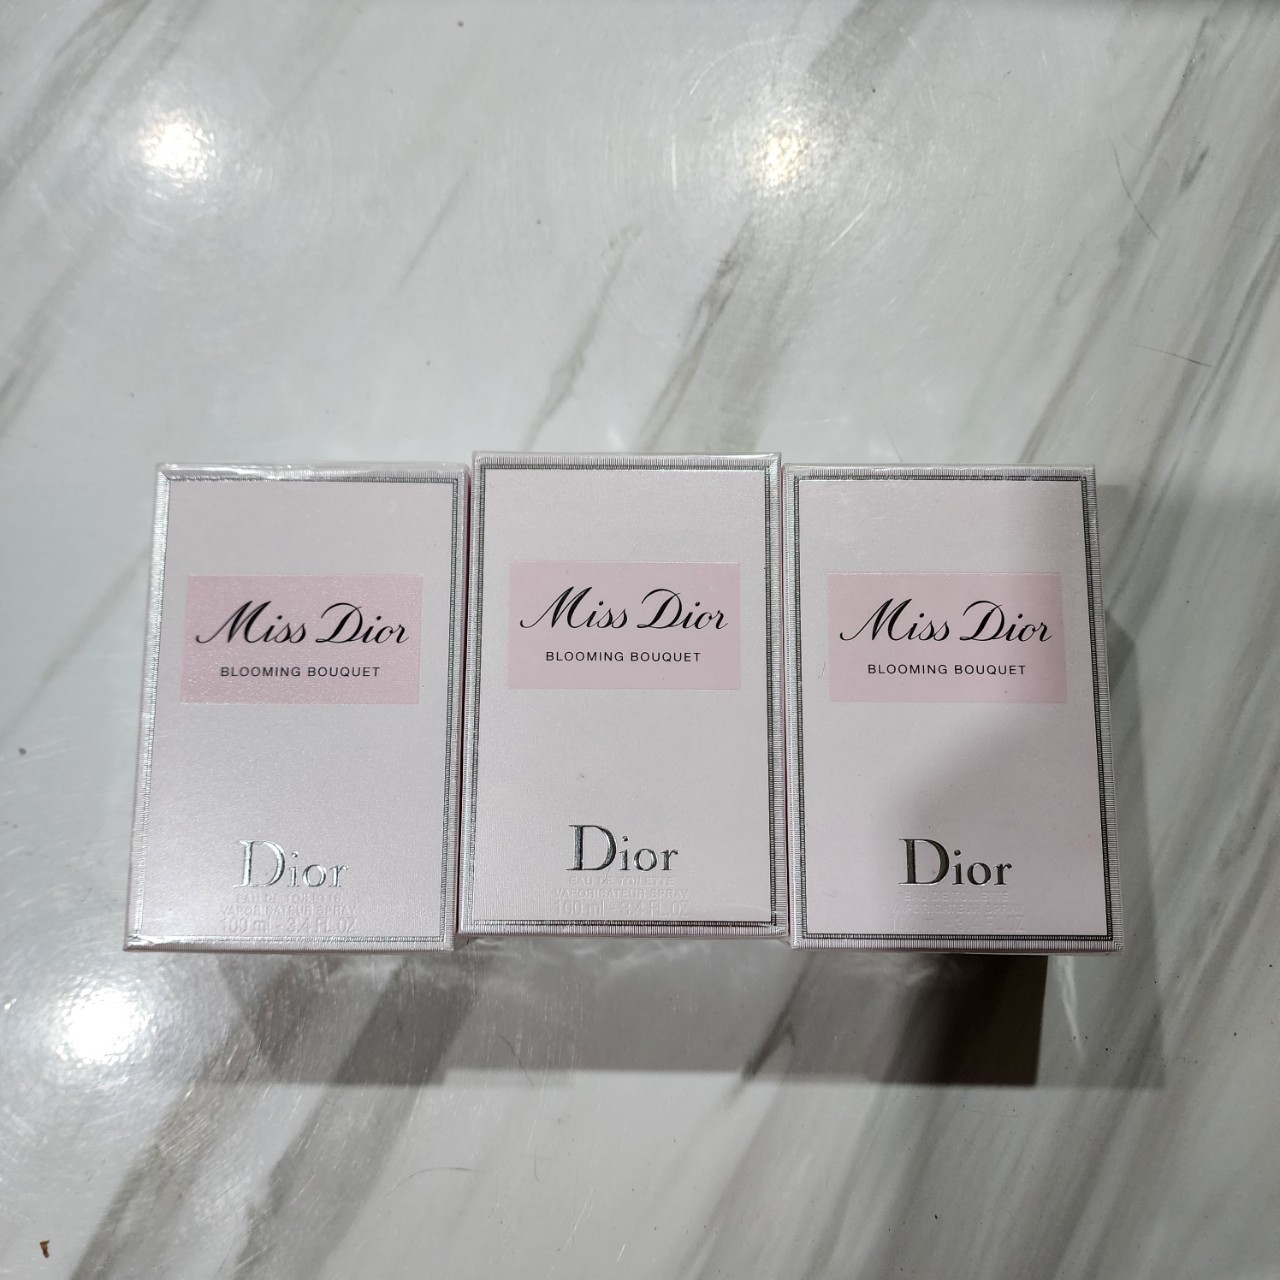 Miss Dior
BLOOMING BOUQUET
Dior
EAU DE TOILETTE
VAPORISATEUR SPRAY
100 ml - 3.4 FL.OZ
Miss Dior
BLOOMING BOUQUET
Dior
EAU DE TOILETTE
VAPORISATEUR SPRAY
100 ml - 3.4 FL.OZ
Miss Dior
BLOOMING BOUQUET
Dior